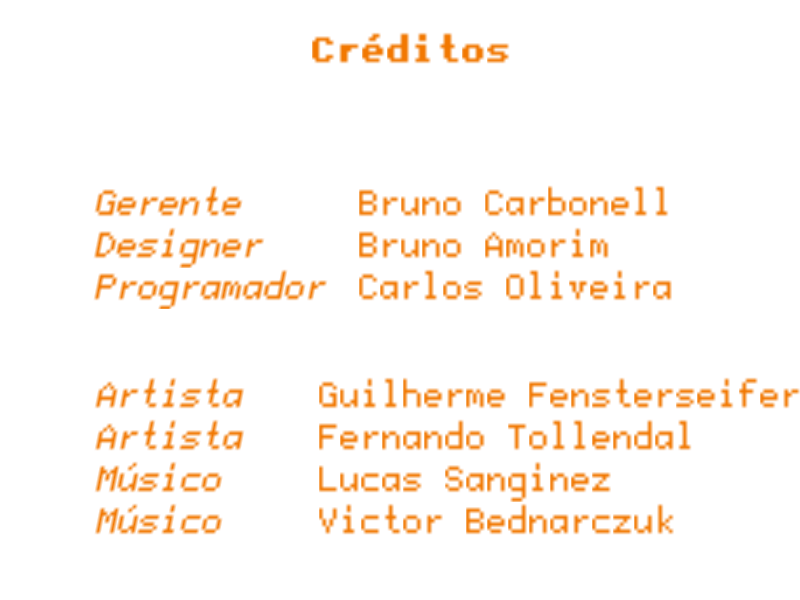 Créditos
Gerente Bruno Carbonell
Designer Bruno Amorim
Programador Carlos Oliveira
Artista Guilherme Fensterseifer
Artista Fernando Tollendal
Músico Lucas Sanginez
Músico Victor Bednarczuk